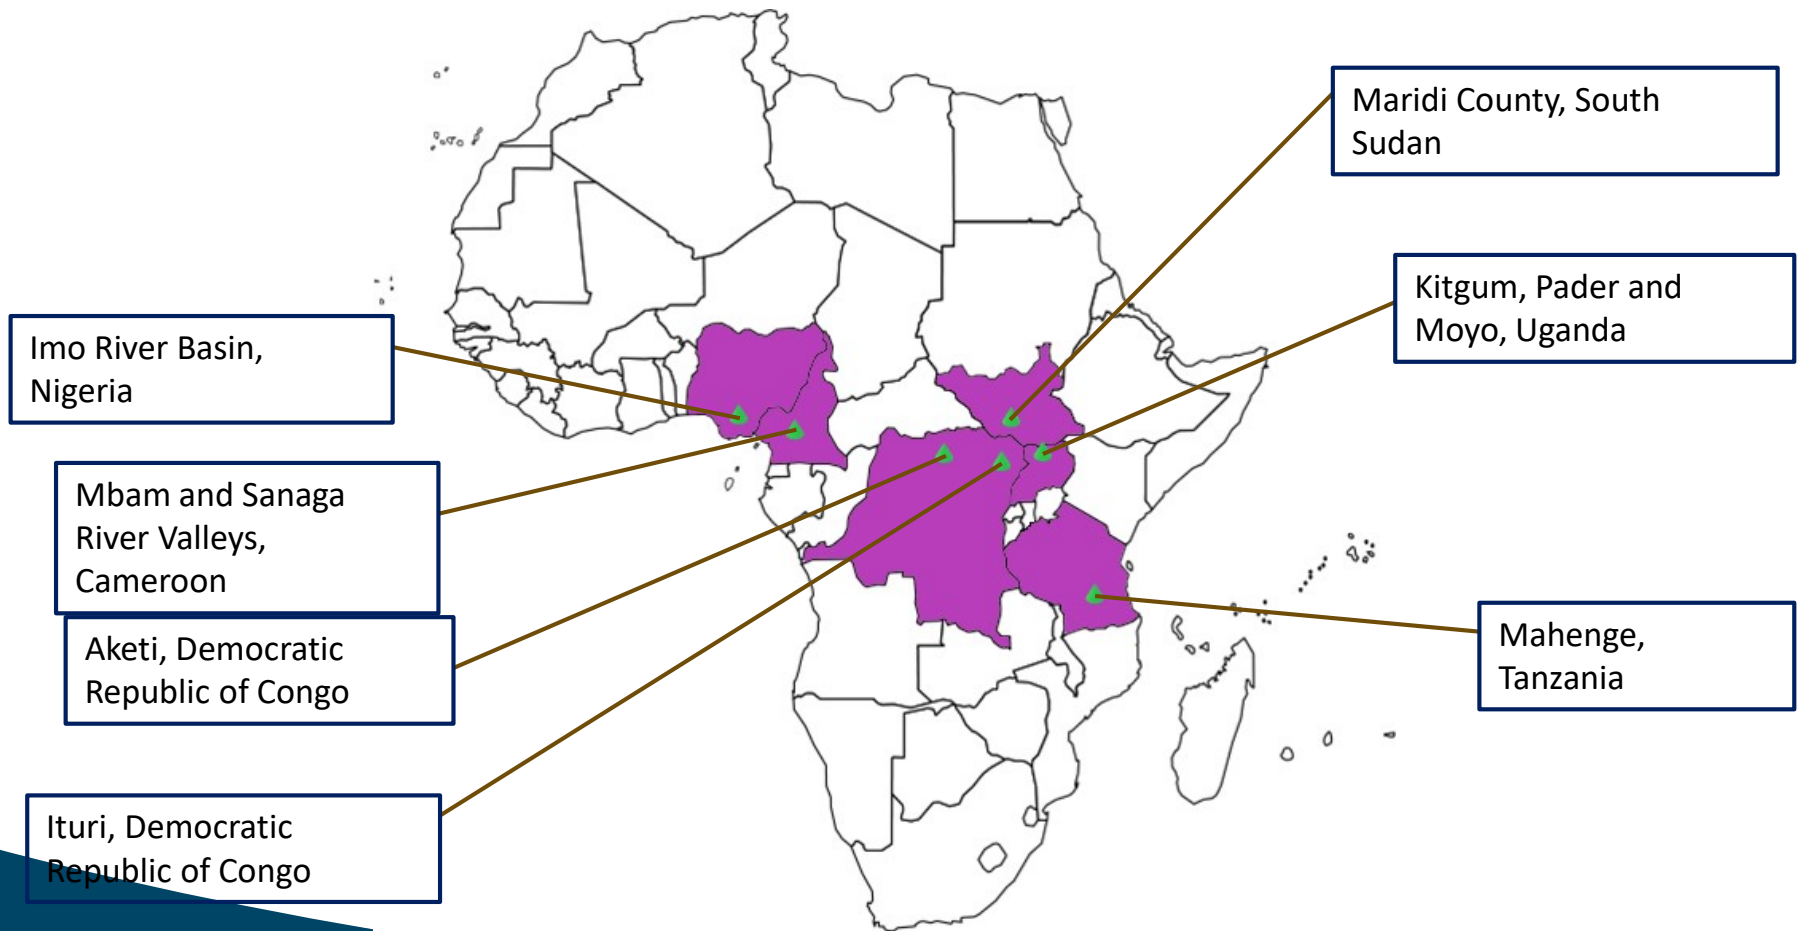 Maridi County, South
Sudan
Kitgum, Pader and
Moyo, Uganda
Imo River Basin,
Nigeria
Mbam and Sanaga
River Valleys,
Cameroon
Aketi, Democratic
Republic of Congo
Mahenge,
Tanzania
Ituri, Democratic
Republic of Congo